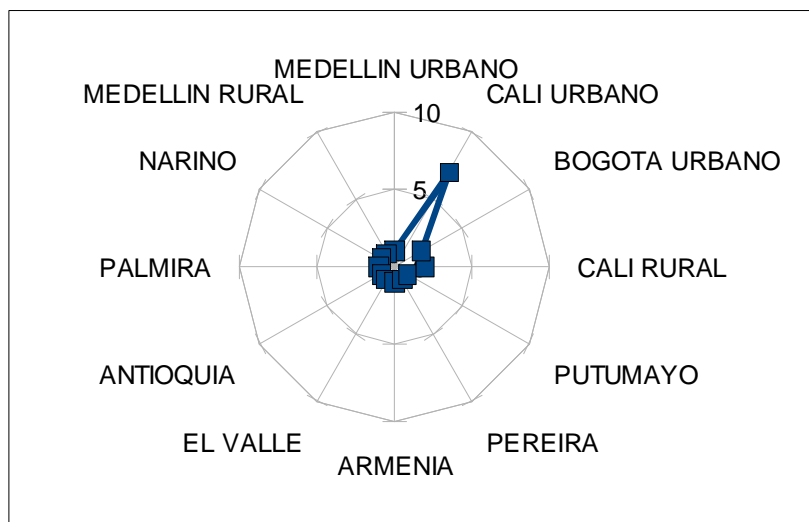 MEDELLIN URBANO
MEDELLIN RURAL
CALI URBANO
10
NARINO
BOGOTA URBANO
5
PALMIRA
CALI RURAL
ANTIOQUIA
PUTUMAYO
EL VALLE
PEREIRA
ARMENIA